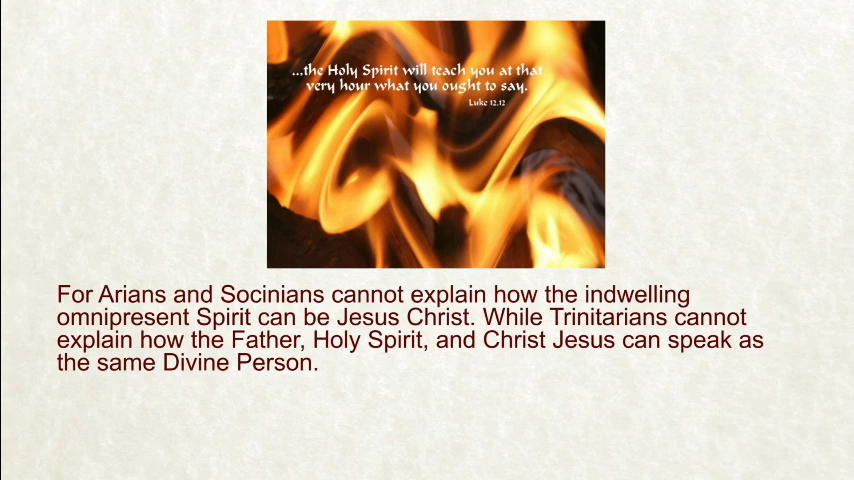 ...the Holy Spirit will teach you at that
very hour what you ought to say.
Luke 12.12
For Arians and Socinians cannot explain how the indwelling
omnipresent Spirit can be Jesus Christ. While Trinitarians cannot
explain how the Father, Holy Spirit, and Christ Jesus can speak as
the same Divine Person.